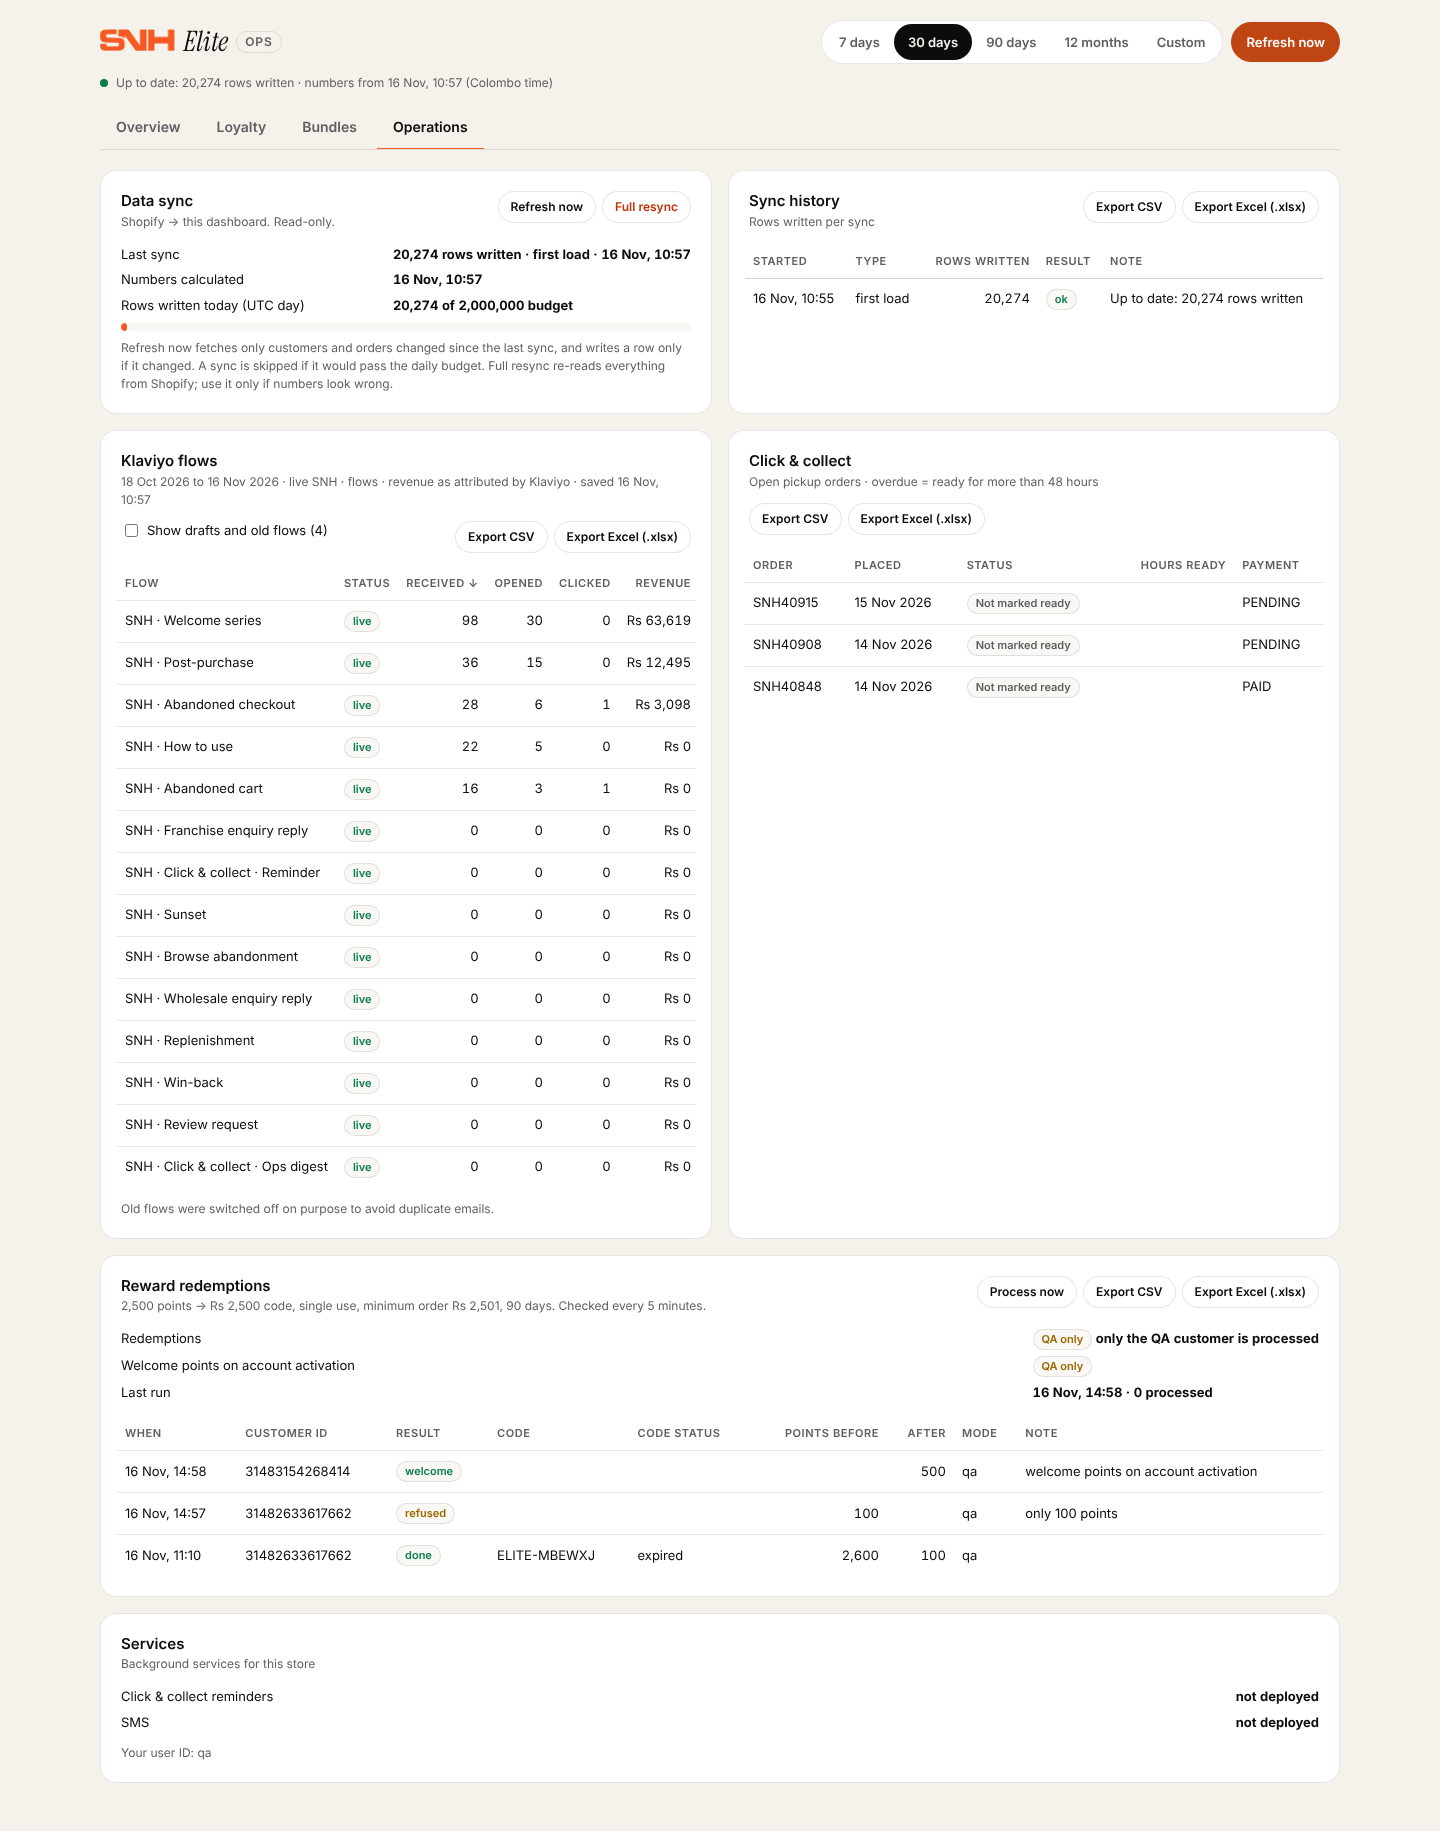 SNH Elite OPS
7 days 30 days 90 days 12 months Custom Refresh now
Up to date: 20,274 rows written · numbers from 16 Nov, 10:57 (Colombo time)
Overview Loyalty Bundles Operations
Data sync
Shopify → this dashboard. Read-only.
Refresh now Full resync
Last sync 20,274 rows written · first load · 16 Nov, 10:57
Numbers calculated 16 Nov, 10:57
Rows written today (UTC day) 20,274 of 2,000,000 budget
Refresh now fetches only customers and orders changed since the last sync, and writes a row only
if it changed. A sync is skipped if it would pass the daily budget. Full resync re-reads everything
from Shopify; use it only if numbers look wrong.
Sync history
Rows written per sync
Export CSV Export Excel (.xlsx)
STARTED TYPE ROWS WRITTEN RESULT NOTE
16 Nov, 10:55 first load 20,274 ok Up to date: 20,274 rows written
Klaviyo flows
18 Oct 2026 to 16 Nov 2026 · live SNH · flows · revenue as attributed by Klaviyo · saved 16 Nov,
10:57
Show drafts and old flows (4) Export CSV Export Excel (.xlsx)
FLOW STATUS RECEIVED ↓ OPENED CLICKED REVENUE
SNH · Welcome series live 98 30 0 Rs 63,619
SNH · Post-purchase live 36 15 0 Rs 12,495
SNH · Abandoned checkout live 28 6 1 Rs 3,098
SNH · How to use live 22 5 0 Rs 0
SNH · Abandoned cart live 16 3 1 Rs 0
SNH · Franchise enquiry reply live 0 0 0 Rs 0
SNH · Click & collect · Reminder live 0 0 0 Rs 0
SNH · Sunset live 0 0 0 Rs 0
SNH · Browse abandonment live 0 0 0 Rs 0
SNH · Wholesale enquiry reply live 0 0 0 Rs 0
SNH · Replenishment live 0 0 0 Rs 0
SNH · Win-back live 0 0 0 Rs 0
SNH · Review request live 0 0 0 Rs 0
SNH · Click & collect · Ops digest live 0 0 0 Rs 0
Old flows were switched off on purpose to avoid duplicate emails.
Click & collect
Open pickup orders · overdue = ready for more than 48 hours
Export CSV Export Excel (.xlsx)
ORDER PLACED STATUS HOURS READY PAYMENT
SNH40915 15 Nov 2026 Not marked ready PENDING
SNH40908 14 Nov 2026 Not marked ready PENDING
SNH40848 14 Nov 2026 Not marked ready PAID
Reward redemptions
2,500 points → Rs 2,500 code, single use, minimum order Rs 2,501, 90 days. Checked every 5 minutes.
Process now Export CSV Export Excel (.xlsx)
Redemptions QA only only the QA customer is processed
Welcome points on account activation QA only
Last run 16 Nov, 14:58 · 0 processed
WHEN CUSTOMER ID RESULT CODE CODE STATUS POINTS BEFORE AFTER MODE NOTE
16 Nov, 14:58 31483154268414 welcome 500 qa welcome points on account activation
16 Nov, 14:57 31482633617662 refused 100 qa only 100 points
16 Nov, 11:10 31482633617662 done ELITE-MBEWXJ expired 2,600 100 qa
Services
Background services for this store
Click & collect reminders not deployed
SMS not deployed
Your user ID: qa